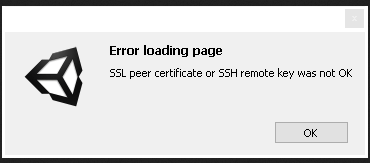 Error loading page
SSL peer certificate or SSH remote key was not OK
OK